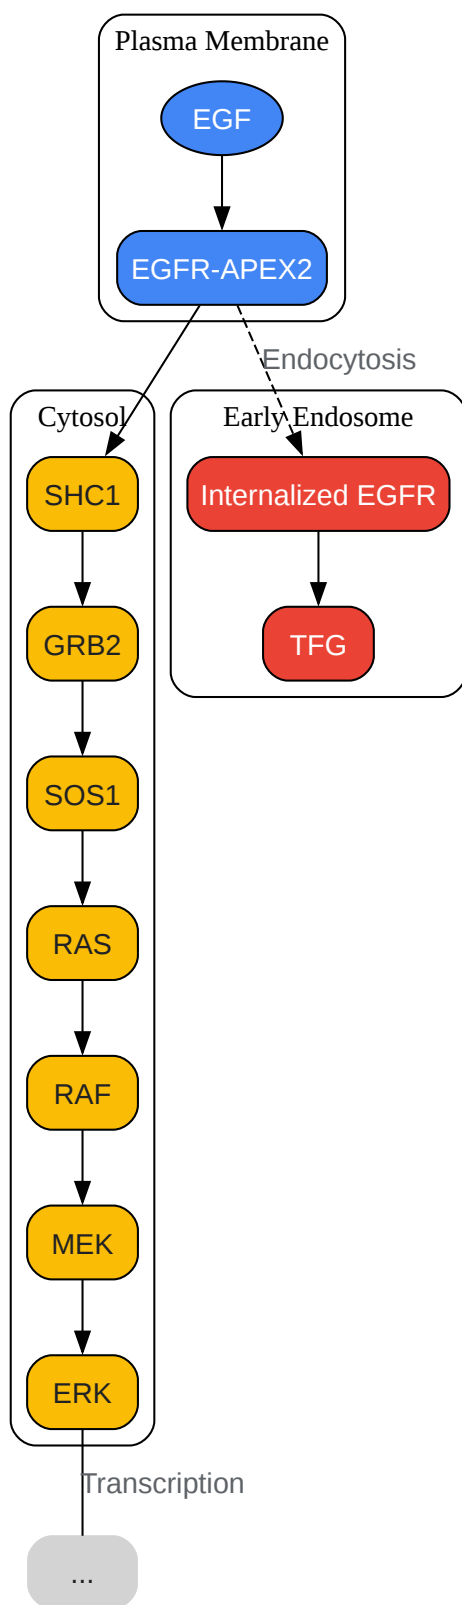 Plasma Membrane
EGF
EGFR-APEX2
Endocytosis
Cytosol
Early Endosome
SHC1
Internalized EGFR
GRB2
TFG
SOS1
RAS
RAF
MEK
ERK
Transcription
...